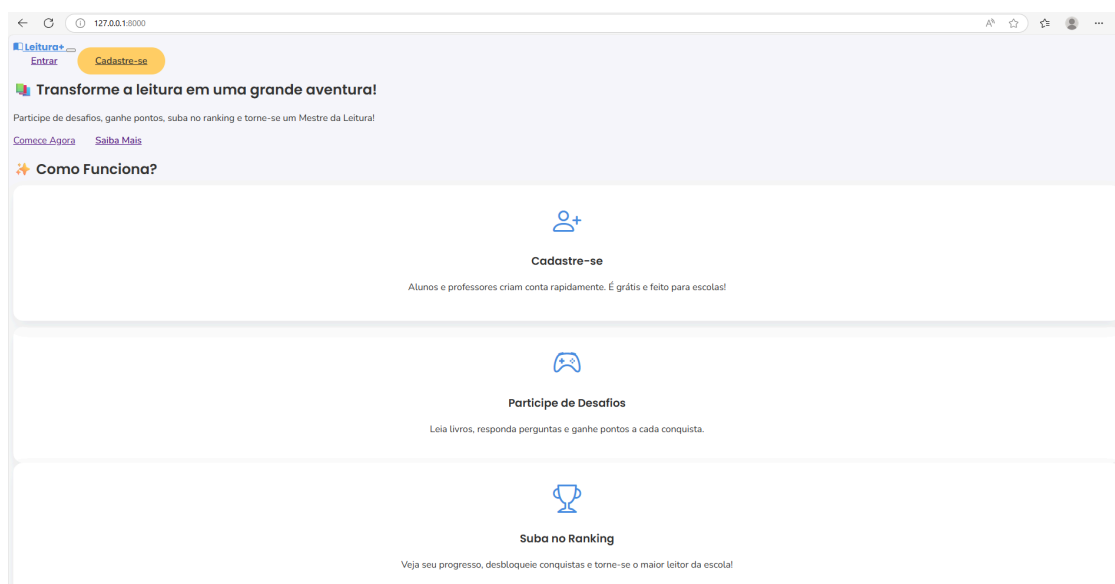 127.0.0.1:8000
Leitura+
Entrar Cadastre-se
Transforme a leitura em uma grande aventura!
Participe de desafios, ganhe pontos, suba no ranking e torne-se um Mestre da Leitura!
Comece Agora Saiba Mais
Como Funciona?
Cadastre-se
Alunos e professores criam conta rapidamente. É grátis e feito para escolas!
Participe de Desafios
Leia livros, responda perguntas e ganhe pontos a cada conquista.
Suba no Ranking
Veja seu progresso, desbloqueie conquistas e torne-se o maior leitor da escola!